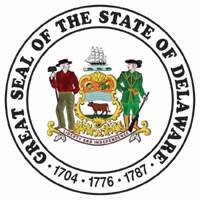 GREAT SEAL OF THE STATE OF DELAWARE
LIBERTY AND INDEPENDENCE
· 1704 · 1776 · 1787 ·